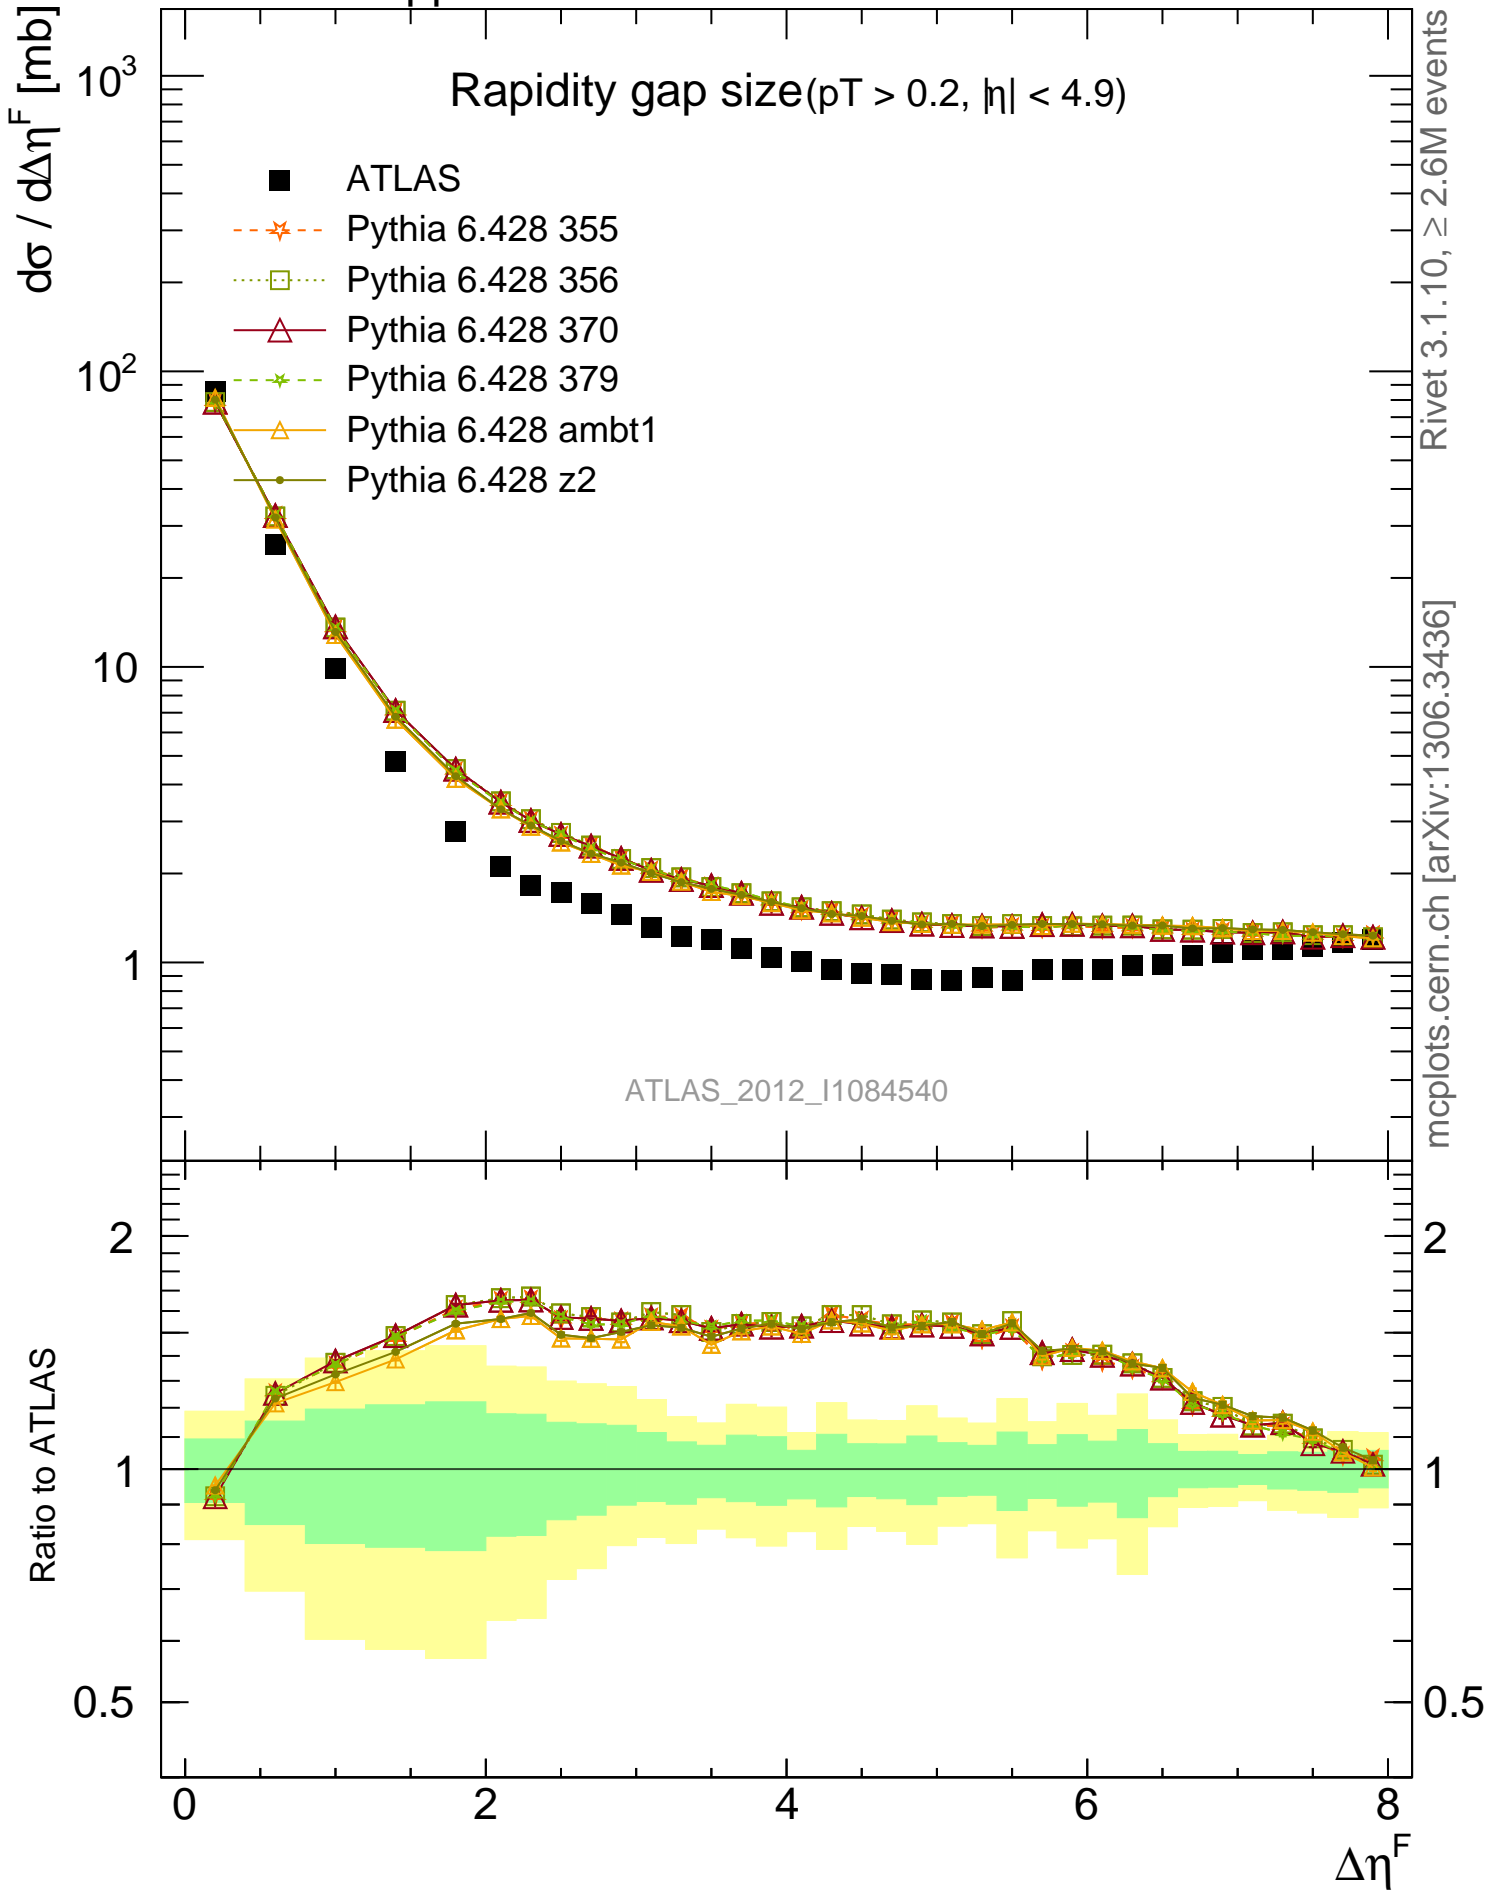 dσ / dΔη^F [mb]
Rapidity gap size(pT > 0.2, |η| < 4.9)
ATLAS
Pythia 6.428 355
Pythia 6.428 356
Pythia 6.428 370
Pythia 6.428 379
Pythia 6.428 ambt1
Pythia 6.428 z2
10^3
10^2
10
1
ATLAS_2012_I1084540
Rivet 3.1.10, ≥ 2.6M events
mcplots.cern.ch [arXiv:1306.3436]
Ratio to ATLAS
2
1
0.5
2
1
0.5
0 2 4 6 8
Δη^F